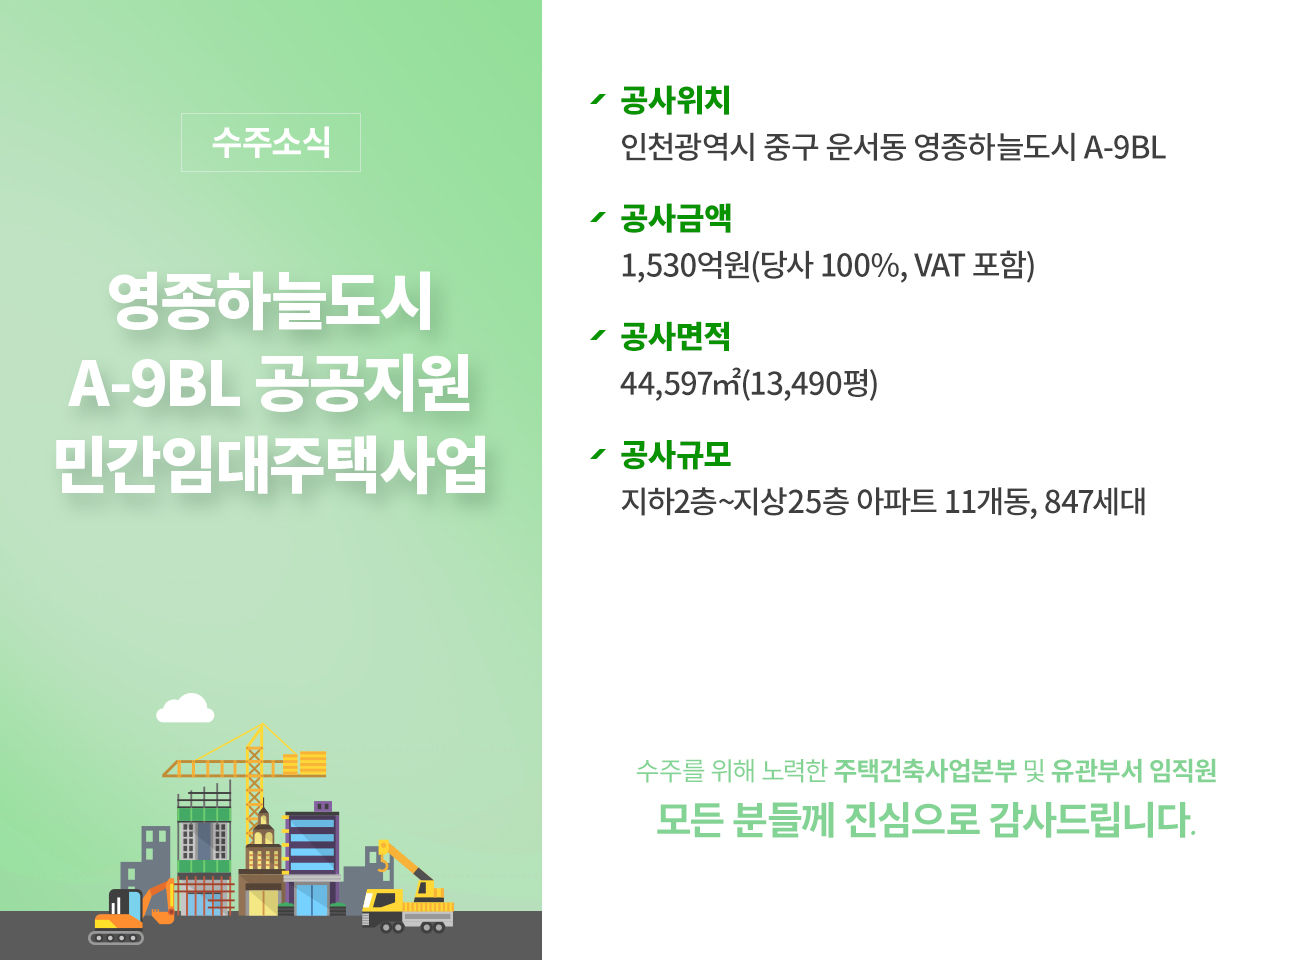 수주소식
영종하늘도시
A-9BL 공공지원
민간임대주택사업
공사위치
인천광역시 중구 운서동 영종하늘도시 A-9BL
공사금액
1,530억원(당사 100%, VAT 포함)
공사면적
44,597㎡(13,490평)
공사규모
지하2층~지상25층 아파트 11개동, 847세대
수주를 위해 노력한 주택건축사업본부 및 유관부서 임직원
모든 분들께 진심으로 감사드립니다.